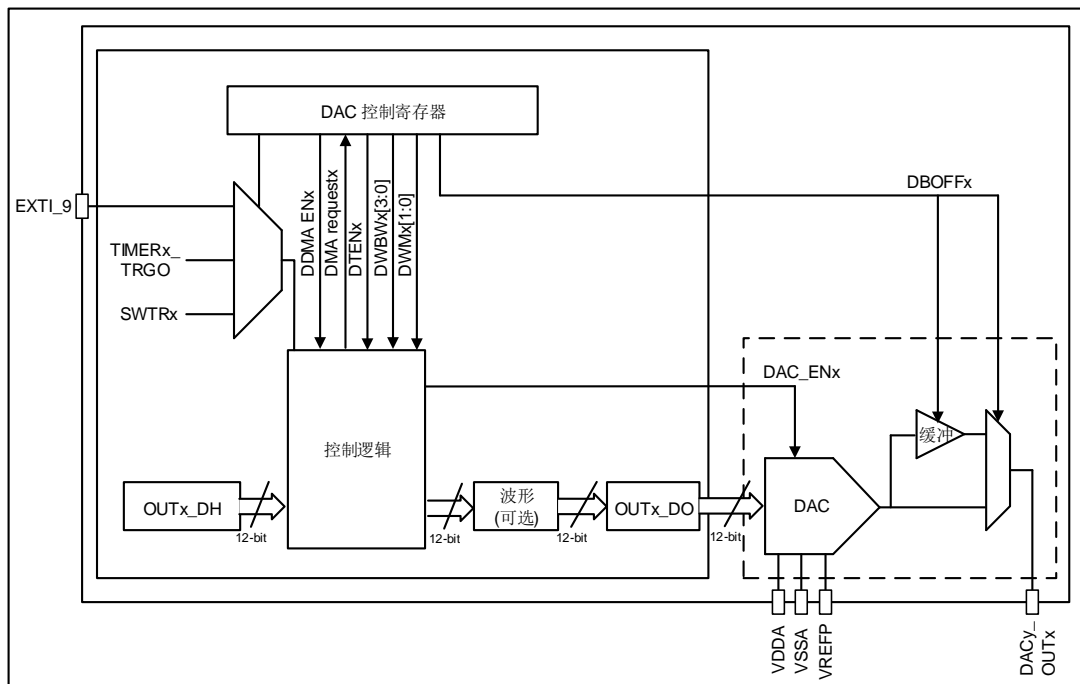 DAC 控制寄存器
EXTI_9
TIMERx_
TRGO
SWTRx
DDMA ENx
DMA requestx
DTENx
DWBWx[3:0]
DWMx[1:0]
DBOFFx
DAC_ENx
控制逻辑
缓冲
OUTx_DH
12-bit
12-bit
波形
(可选)
12-bit
OUTx_DO
12-bit
DAC
VDDA
VSSA
VREFP
DACy_
OUTx